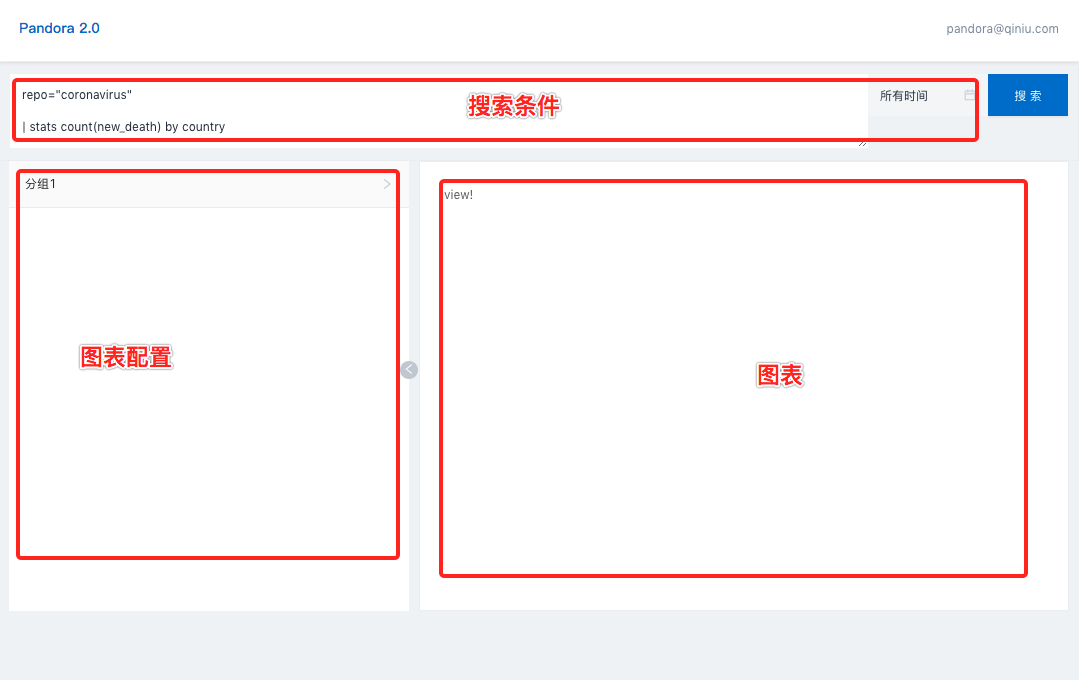 Pandora 2.0
pandora@qiniu.com
repo="coronavirus"
| stats count(new_death) by country
搜索条件
所有时间
搜 索
分组1
图表配置
view!
图表